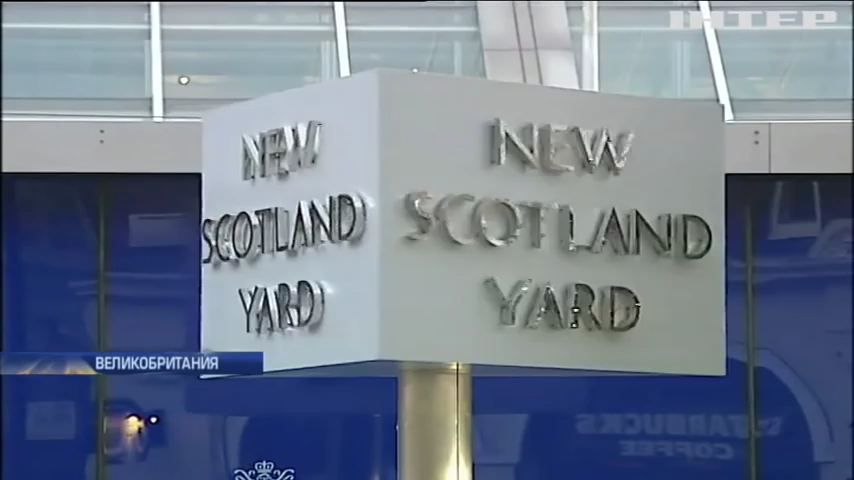 ІНТЕР
NEW
SCOTLAND
YARD
NEW
SCOTLAND
YARD
ВЕЛИКОБРИТАНИЯ
STARBUCKS
COFFEE